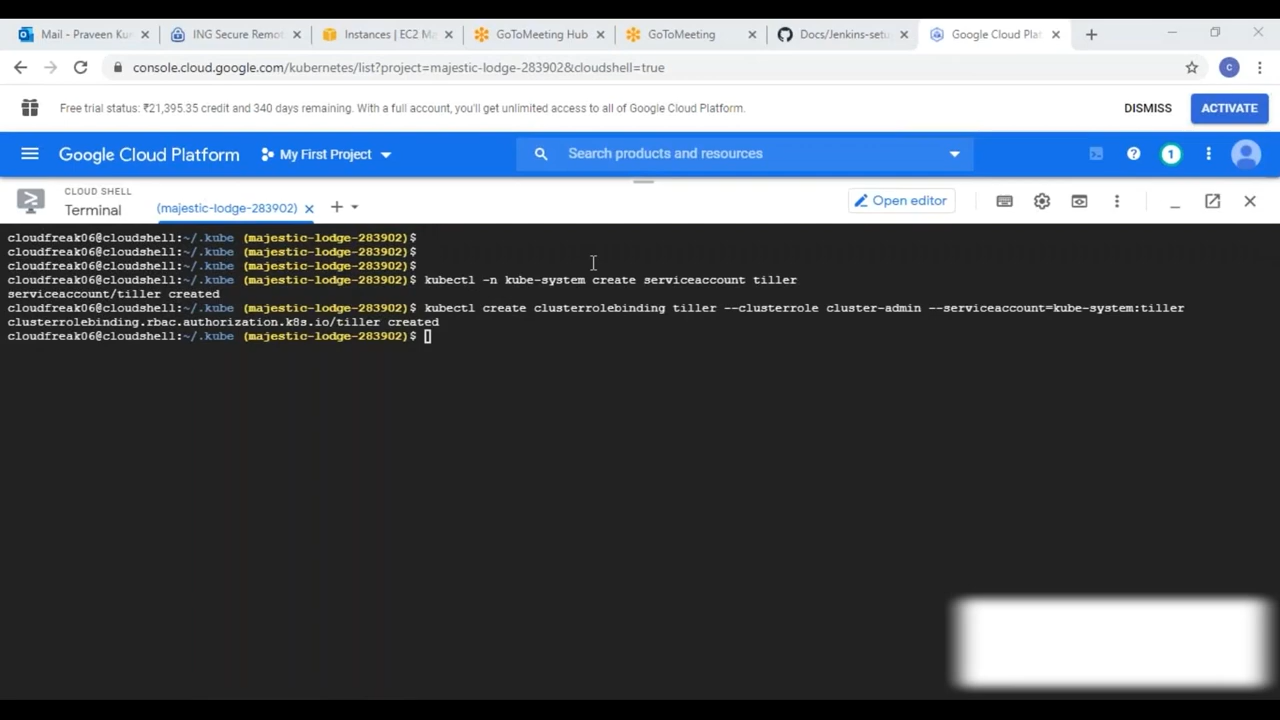 Mail - Praveen Kur
ING Secure Remo
Instances | EC2 Ma
GoToMeeting Hub
GoToMeeting
Docs/Jenkins-setu
Google Cloud Plat
console.cloud.google.com/kubernetes/list?project=majestic-lodge-283902&cloudshell=true
C
Free trial status: ₹21,395.35 credit and 340 days remaining. With a full account, you'll get unlimited access to all of Google Cloud Platform.
DISMISS
ACTIVATE
Google Cloud Platform
My First Project
Search products and resources
1
CLOUD SHELL
Terminal
(majestic-lodge-283902)
Open editor
cloudfreak06@cloudshell:~/.kube (majestic-lodge-283902)$
cloudfreak06@cloudshell:~/.kube (majestic-lodge-283902)$
cloudfreak06@cloudshell:~/.kube (majestic-lodge-283902)$
cloudfreak06@cloudshell:~/.kube (majestic-lodge-283902)$ kubectl -n kube-system create serviceaccount tiller
serviceaccount/tiller created
cloudfreak06@cloudshell:~/.kube (majestic-lodge-283902)$ kubectl create clusterrolebinding tiller --clusterrole cluster-admin --serviceaccount=kube-system:tiller
clusterrolebinding.rbac.authorization.k8s.io/tiller created
cloudfreak06@cloudshell:~/.kube (majestic-lodge-283902)$